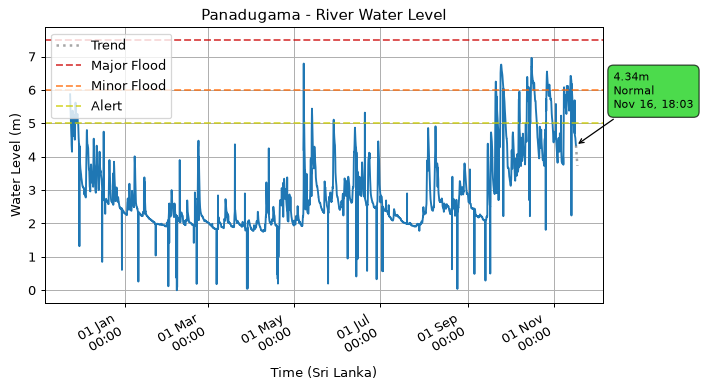 Panadugama - River Water Level
Trend
Major Flood
Minor Flood
Alert
4.34m
Normal
Nov 16, 18:03
Water Level (m)
7
6
5
4
3
2
1
0
01 Jan
00:00
01 Mar
00:00
01 May
00:00
01 Jul
00:00
01 Sep
00:00
01 Nov
00:00
Time (Sri Lanka)